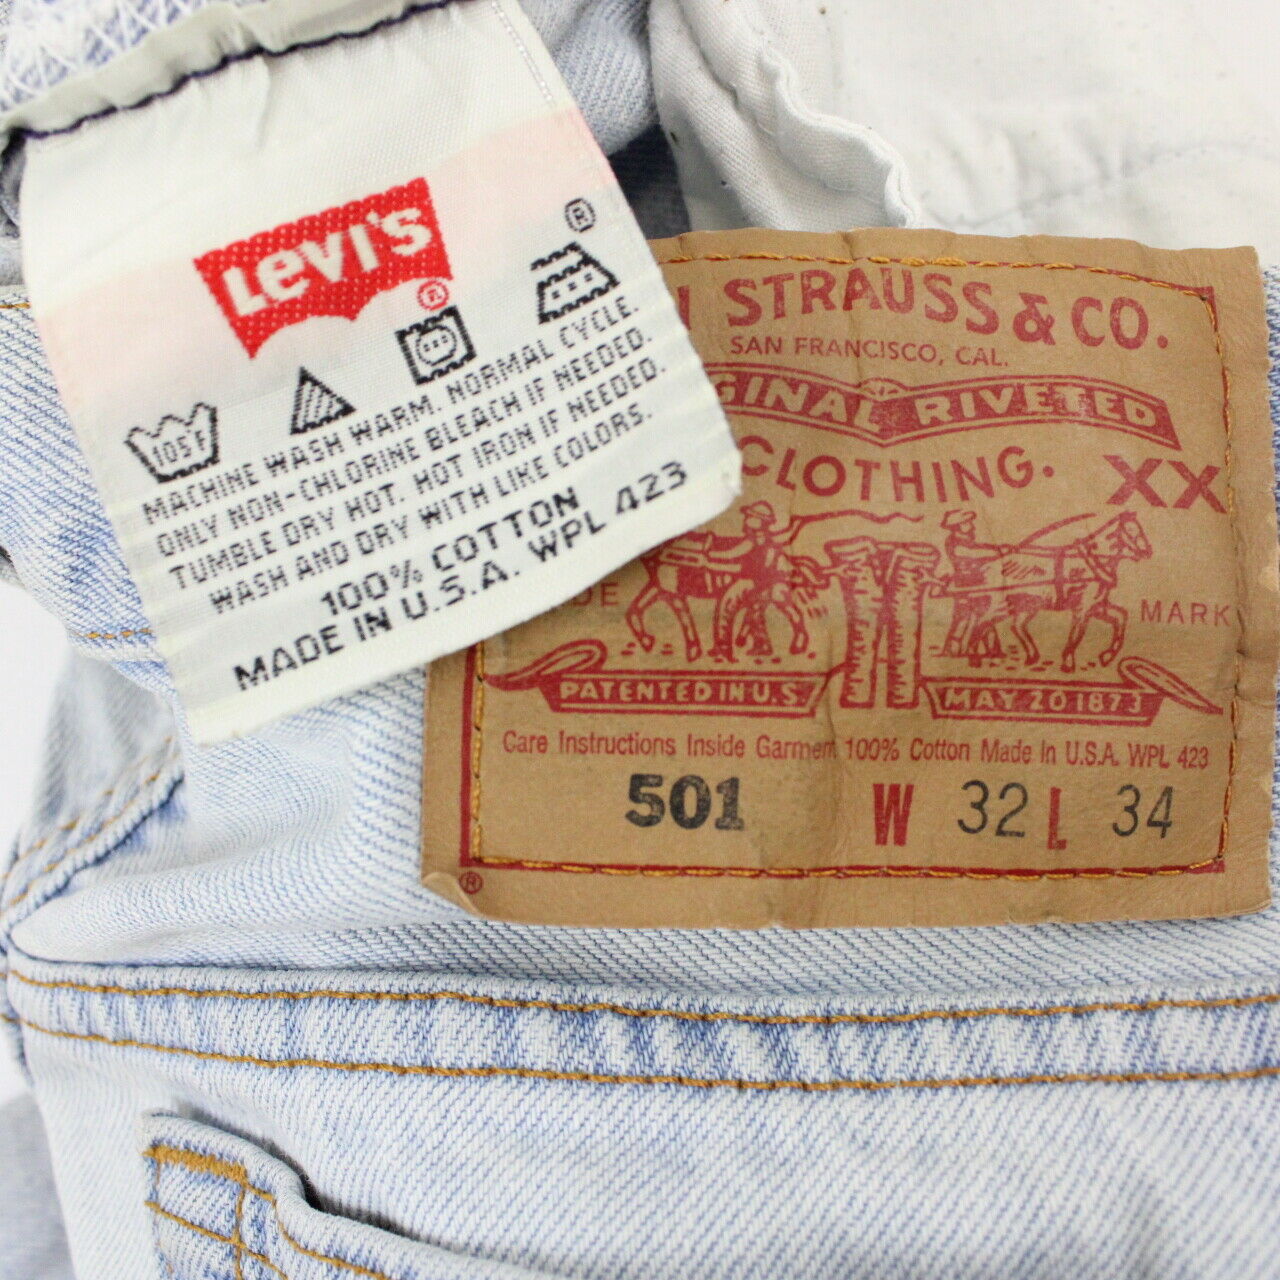 Levi's ®
®
105F
MACHINE WASH WARM. NORMAL CYCLE.
ONLY NON-CHLORINE BLEACH IF NEEDED.
TUMBLE DRY HOT. HOT IRON IF NEEDED.
WASH AND DRY WITH LIKE COLORS.
100% COTTON
MADE IN U.S.A. WPL 423
STRAUSS & CO.
SAN FRANCISCO, CAL.
GINAL RIVETED
CLOTHING. XX
DE MARK
PATENTED IN U.S.
MAY 20 1873
Care Instructions Inside Garment 100% Cotton Made In U.S.A. WPL 423
501 W 32 L 34
®